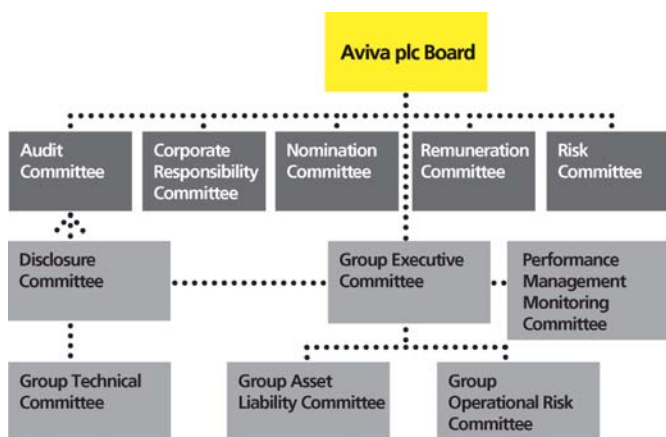 Aviva plc Board
Audit
Committee
Corporate
Responsibility
Committee
Nomination
Committee
Remuneration
Committee
Risk
Committee
Disclosure
Committee
Group Executive
Committee
Performance
Management
Monitoring
Committee
Group Technical
Committee
Group Asset
Liability Committee
Group
Operational Risk
Committee